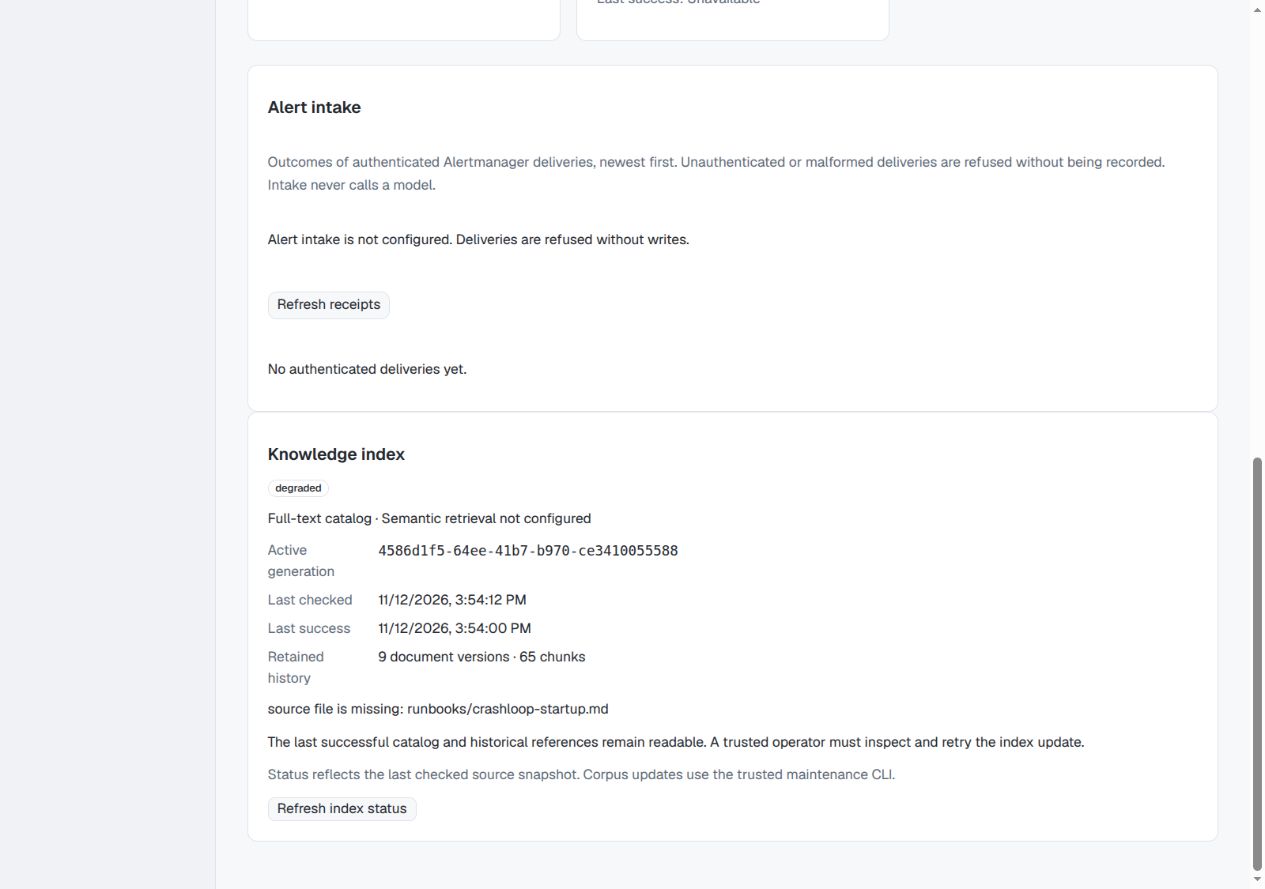 Last success: Unavailable
Alert intake
Outcomes of authenticated Alertmanager deliveries, newest first. Unauthenticated or malformed deliveries are refused without being recorded.
Intake never calls a model.
Alert intake is not configured. Deliveries are refused without writes.
Refresh receipts
No authenticated deliveries yet.
Knowledge index
degraded
Full-text catalog · Semantic retrieval not configured
Active generation 4586d1f5-64ee-41b7-b970-ce3410055588
Last checked 11/12/2026, 3:54:12 PM
Last success 11/12/2026, 3:54:00 PM
Retained history 9 document versions · 65 chunks
source file is missing: runbooks/crashloop-startup.md
The last successful catalog and historical references remain readable. A trusted operator must inspect and retry the index update.
Status reflects the last checked source snapshot. Corpus updates use the trusted maintenance CLI.
Refresh index status